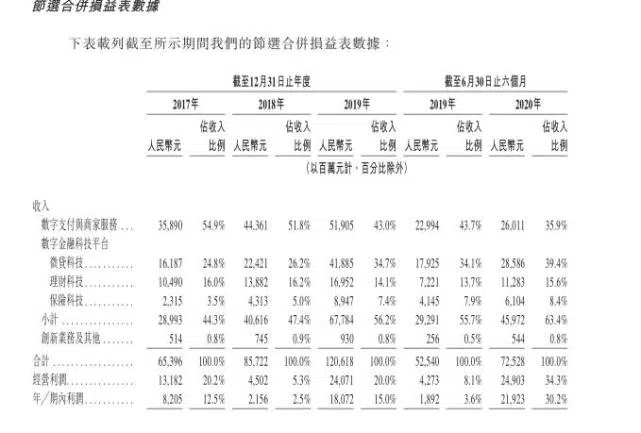 節選合併損益表數據
下表載列截至所示期間我們的節選合併損益表數據：
截至12月31日止年度 截至6月30日止六個月
2017年 2018年 2019年 2019年 2020年
佔收入 佔收入 佔收入 佔收入 佔收入
人民幣元 比例 人民幣元 比例 人民幣元 比例 人民幣元 比例 人民幣元 比例
(以百萬元計，百分比除外)
收入
數字支付與商家服務 ... 35,890 54.9% 44,361 51.8% 51,905 43.0% 22,994 43.7% 26,011 35.9%
數字金融科技平台
微貸科技........... 16,187 24.8% 22,421 26.2% 41,885 34.7% 17,925 34.1% 28,586 39.4%
理財科技........... 10,490 16.0% 13,882 16.2% 16,952 14.1% 7,221 13.7% 11,283 15.6%
保險科技........... 2,315 3.5% 4,313 5.0% 8,947 7.4% 4,145 7.9% 6,104 8.4%
小計 ................ 28,993 44.3% 40,616 47.4% 67,784 56.2% 29,291 55.7% 45,972 63.4%
創新業務及其他....... 514 0.8% 745 0.9% 930 0.8% 256 0.5% 544 0.8%
合計 .................. 65,396 100.0% 85,722 100.0% 120,618 100.0% 52,540 100.0% 72,528 100.0%
經營利潤............... 13,182 20.2% 4,502 5.3% 24,071 20.0% 4,273 8.1% 24,903 34.3%
年／期內利潤........... 8,205 12.5% 2,156 2.5% 18,072 15.0% 1,892 3.6% 21,923 30.2%